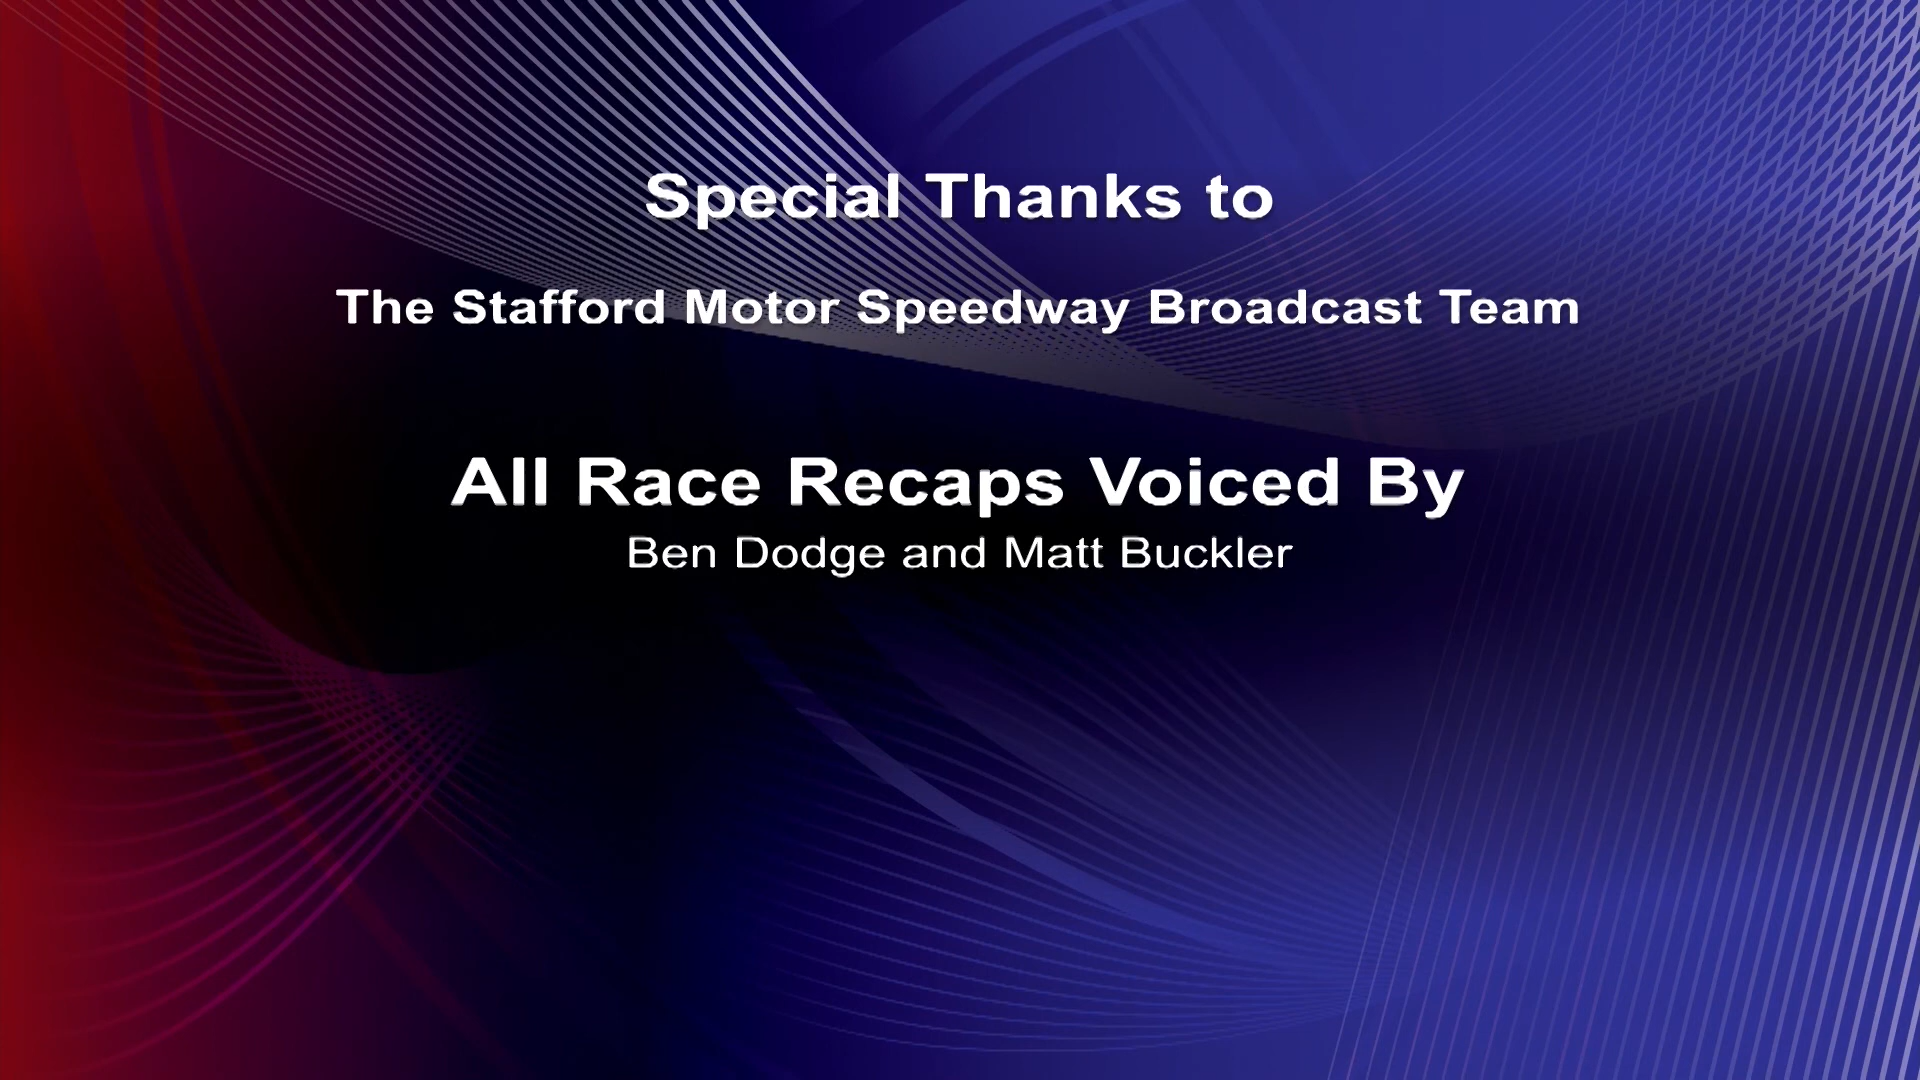 Special Thanks to
The Stafford Motor Speedway Broadcast Team
All Race Recaps Voiced By
Ben Dodge and Matt Buckler